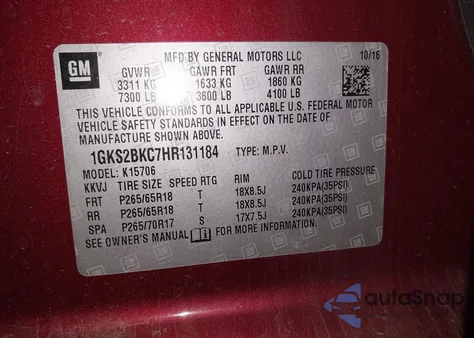 GM
MFD BY GENERAL MOTORS LLC 10/16
GVWR GAWR FRT GAWR RR
3311 KG 1633 KG 1860 KG
7300 LB 3600 LB 4100 LB
THIS VEHICLE CONFORMS TO ALL APPLICABLE U.S. FEDERAL MOTOR
VEHICLE SAFETY STANDARDS IN EFFECT ON THE DATE OF
MANUFACTURE SHOWN ABOVE.
1GKS2BKC7HR131184 TYPE: M.P.V.
MODEL: K15706
KKVJ TIRE SIZE SPEED RTG RIM COLD TIRE PRESSURE
FRT P265/65R18 T 18X8.5J 240KPA(35PSI)
RR P265/65R18 T 18X8.5J 240KPA(35PSI)
SPA P265/70R17 S 17X7.5J 240KPA(35PSI)
SEE OWNER'S MANUAL FOR MORE INFORMATION.
autoSnap